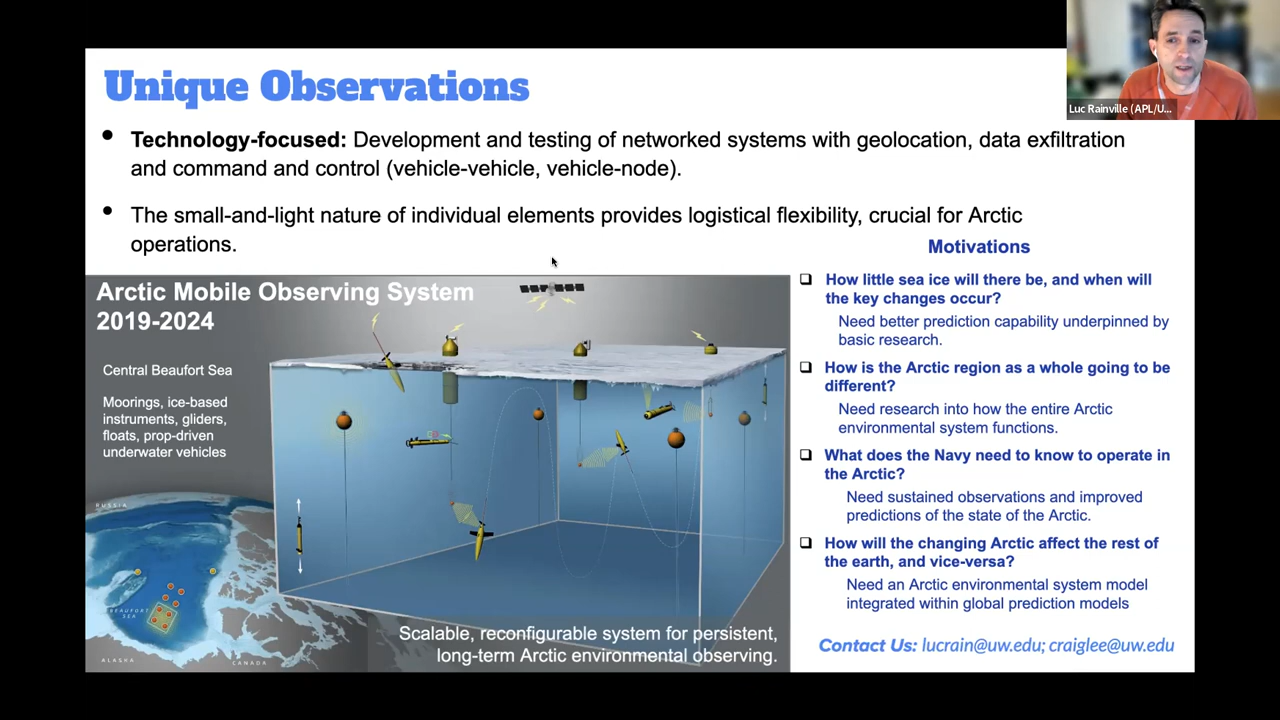 Unique Observations
Luc Rainville (APL/U...
• Technology-focused: Development and testing of networked systems with geolocation, data exfiltration
and command and control (vehicle-vehicle, vehicle-node).
• The small-and-light nature of individual elements provides logistical flexibility, crucial for Arctic
operations.
Arctic Mobile Observing System
2019-2024
Central Beaufort Sea
Moorings, ice-based
instruments, gliders,
floats, prop-driven
underwater vehicles
RUSSIA
BEAUFORT
SEA
ALASKA
CANADA
Scalable, reconfigurable system for persistent,
long-term Arctic environmental observing.
Motivations
❑ How little sea ice will there be, and when will
the key changes occur?
Need better prediction capability underpinned by
basic research.
❑ How is the Arctic region as a whole going to be
different?
Need research into how the entire Arctic
environmental system functions.
❑ What does the Navy need to know to operate in
the Arctic?
Need sustained observations and improved
predictions of the state of the Arctic.
❑ How will the changing Arctic affect the rest of
the earth, and vice-versa?
Need an Arctic environmental system model
integrated within global prediction models
Contact Us: lucrain@uw.edu; craiglee@uw.edu